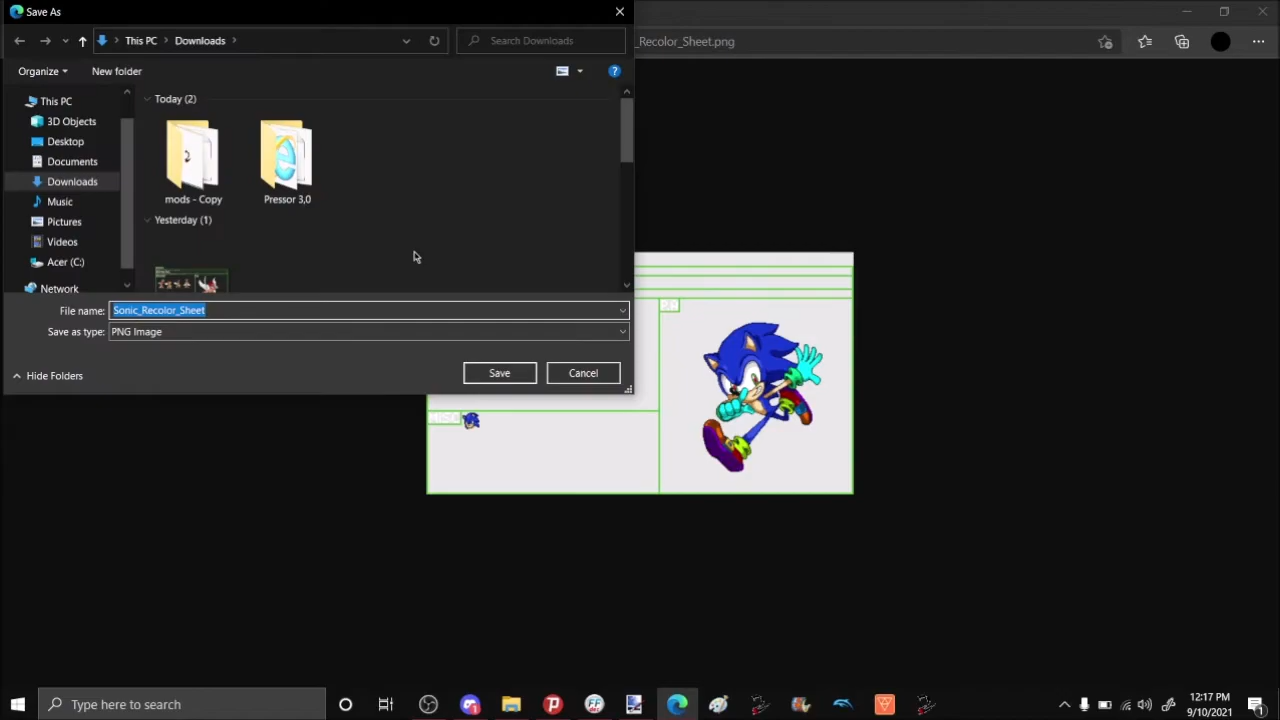 Save As
_Recolor_Sheet.png
This PC
Downloads
Search Downloads
Organize
New folder
This PC
3D Objects
Desktop
Documents
Downloads
Music
Pictures
Videos
Acer (C:)
Network
Today (2)
mods - Copy
Pressor 3,0
Yesterday (1)
File name:
Sonic_Recolor_Sheet
Save as type:
PNG Image
Hide Folders
Save
Cancel
MISC
Type here to search
12:17 PM
9/10/2021
1